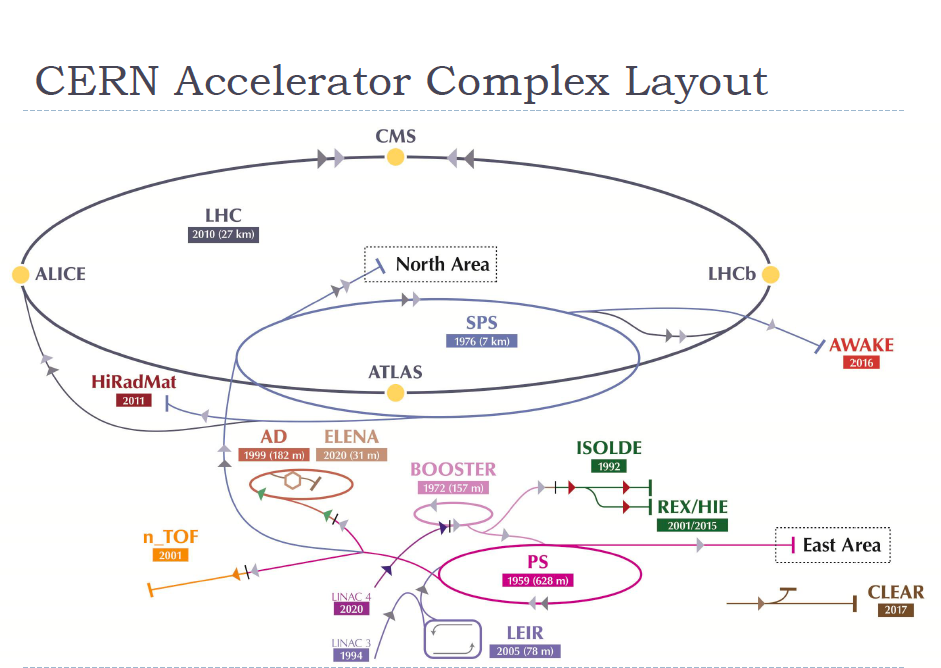 CERN Accelerator Complex Layout
CMS
LHC
2010 (27 km)
North Area
ALICE
LHCb
SPS
1976 (7 km)
AWAKE
2016
ATLAS
HiRadMat
2011
AD
1999 (182 m)
ELENA
2020 (31 m)
ISOLDE
1992
BOOSTER
1972 (157 m)
REX/HIE
2001/2015
n_TOF
2001
East Area
PS
1959 (628 m)
LINAC 4
2020
CLEAR
2017
LINAC 3
1994
LEIR
2005 (78 m)